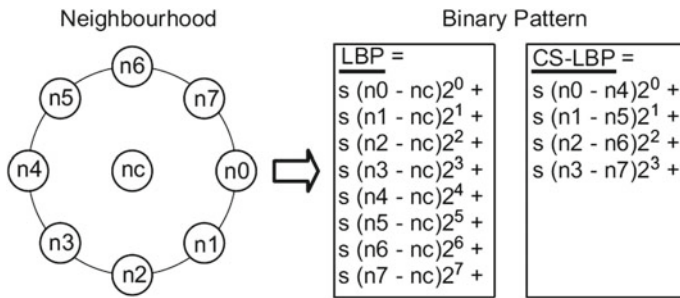 Neighbourhood
Binary Pattern
n6
n5
n7
n4
nc
n0
n3
n1
n2
LBP =
s (n0 - nc)2⁰ +
s (n1 - nc)2¹ +
s (n2 - nc)2² +
s (n3 - nc)2³ +
s (n4 - nc)2⁴ +
s (n5 - nc)2⁵ +
s (n6 - nc)2⁶ +
s (n7 - nc)2⁷ +
CS-LBP =
s (n0 - n4)2⁰ +
s (n1 - n5)2¹ +
s (n2 - n6)2² +
s (n3 - n7)2³ +